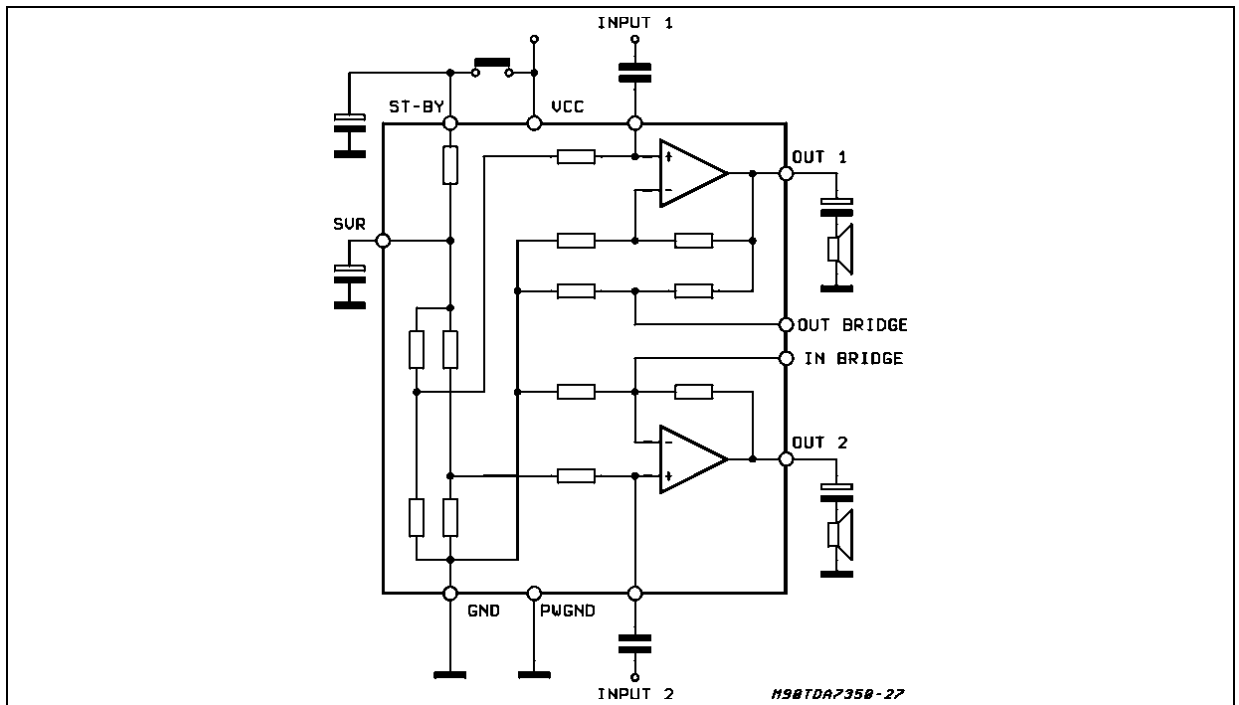 INPUT 1
ST-BY
VCC
OUT 1
SVR
OUT BRIDGE
IN BRIDGE
OUT 2
GND
PWGND
INPUT 2
M90TDA7350-27